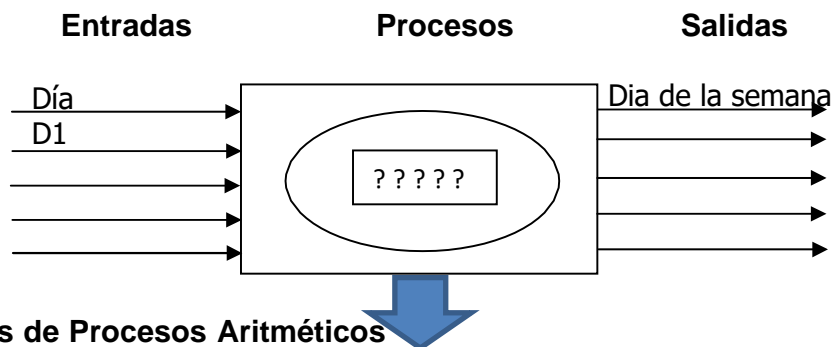 Entradas Procesos Salidas
Día Dia de la semana
D1
? ? ? ? ?
s de Procesos Aritméticos